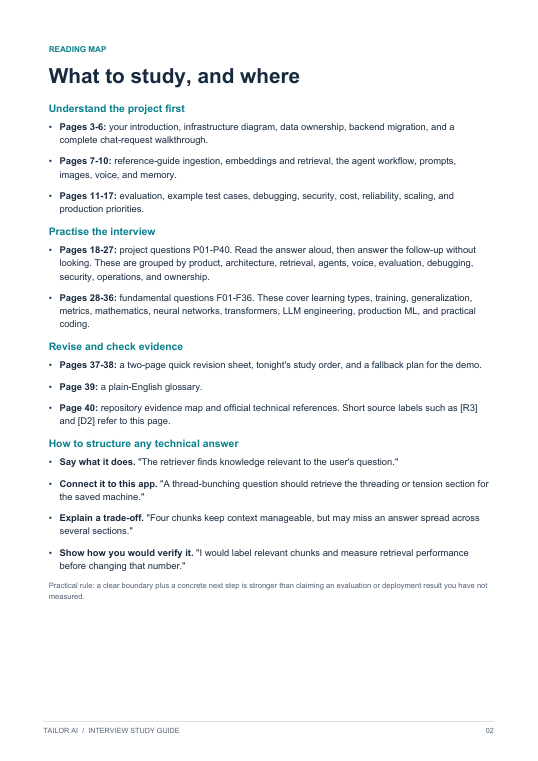 READING MAP
What to study, and where
Understand the project first
• Pages 3-6: your introduction, infrastructure diagram, data ownership, backend migration, and a
complete chat-request walkthrough.
• Pages 7-10: reference-guide ingestion, embeddings and retrieval, the agent workflow, prompts,
images, voice, and memory.
• Pages 11-17: evaluation, example test cases, debugging, security, cost, reliability, scaling, and
production priorities.
Practise the interview
• Pages 18-27: project questions P01-P40. Read the answer aloud, then answer the follow-up without
looking. These are grouped by product, architecture, retrieval, agents, voice, evaluation, debugging,
security, operations, and ownership.
• Pages 28-36: fundamental questions F01-F36. These cover learning types, training, generalization,
metrics, mathematics, neural networks, transformers, LLM engineering, production ML, and practical
coding.
Revise and check evidence
• Pages 37-38: a two-page quick revision sheet, tonight's study order, and a fallback plan for the demo.
• Page 39: a plain-English glossary.
• Page 40: repository evidence map and official technical references. Short source labels such as [R3]
and [D2] refer to this page.
How to structure any technical answer
• Say what it does. "The retriever finds knowledge relevant to the user's question."
• Connect it to this app. "A thread-bunching question should retrieve the threading or tension section for
the saved machine."
• Explain a trade-off. "Four chunks keep context manageable, but may miss an answer spread across
several sections."
• Show how you would verify it. "I would label relevant chunks and measure retrieval performance
before changing that number."
Practical rule: a clear boundary plus a concrete next step is stronger than claiming an evaluation or deployment result you have not
measured.
TAILOR AI / INTERVIEW STUDY GUIDE
02